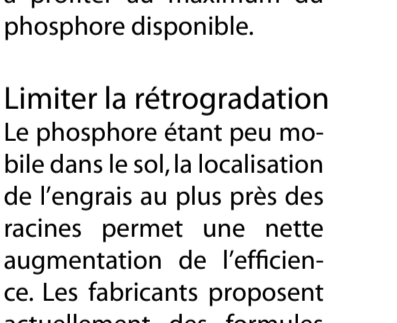 à profiter au maximum du
phosphore disponible.
Limiter la rétrogradation
Le phosphore étant peu mo-
bile dans le sol, la localisation
de l'engrais au plus près des
racines permet une nette
augmentation de l'efficien-
ce. Les fabricants proposent
actuellement des formules